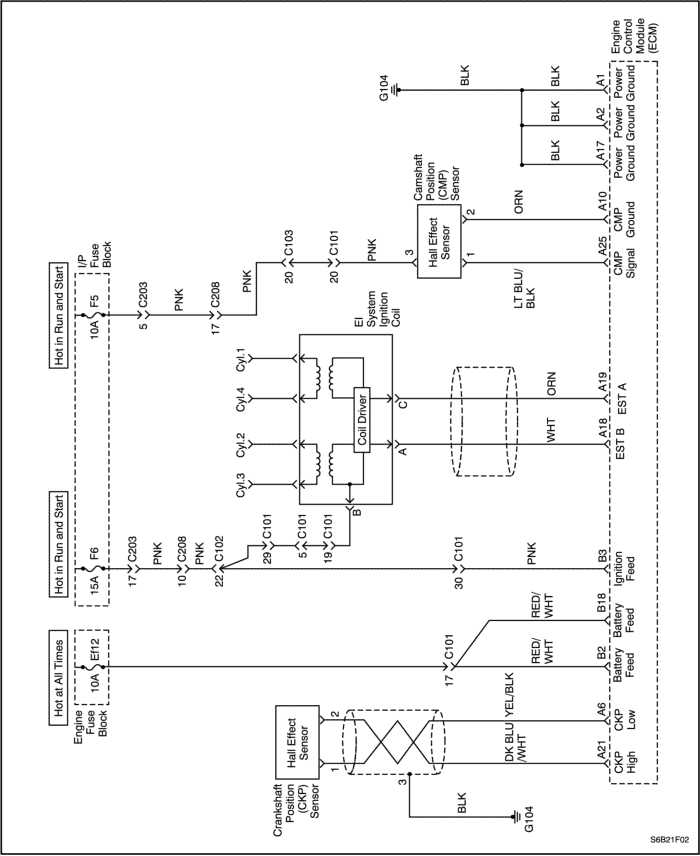 Hot at All Times
Hot in Run and Start
Hot in Run and Start
Engine
Fuse
Block
10A
Ef12
15A
F6
10A
F5
I/P
Fuse
Block
17
C203
PNK
10
C208
PNK
22
C102
5
C203
PNK
17
C208
PNK
20
C103
20
C101
PNK
29
C101
5
C101
19
C101
B
Cyl.3
Cyl.2
Cyl.4
Cyl.1
EI
System
Ignition
Coil
Coil Driver
A
C
Crankshaft
Position
(CKP)
Sensor
Hall Effect
Sensor
1
2
3
BLK
G104
DK BLU
/WHT
YEL/BLK
17
C101
RED/
WHT
RED/
WHT
30
C101
PNK
WHT
ORN
Camshaft
Position
(CMP)
Sensor
Hall Effect
Sensor
3
1
2
LT BLU/
BLK
ORN
G104
BLK
BLK
BLK
BLK
A21
CKP
High
A6
CKP
Low
B2
Battery
Feed
B18
Battery
Feed
B3
Ignition
Feed
A18
EST B
A19
EST A
A25
CMP
Signal
A10
CMP
Ground
A17
Power
Ground
A2
Power
Ground
A1
Power
Ground
Engine
Control
Module
(ECM)
S6B21F02